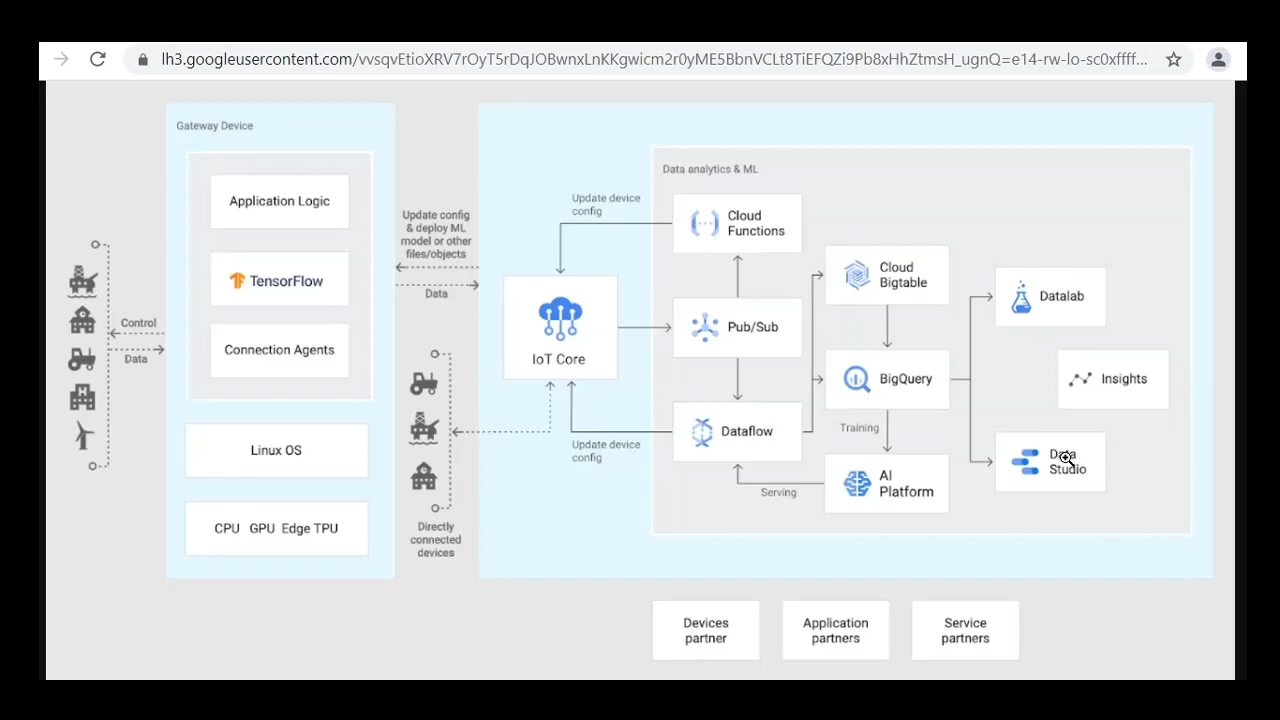 lh3.googleusercontent.com/vvsqvEtioXRV7rOyT5rDqJOBwnxLnKKgwicm2r0yME5BbnVCLt8TiEFQZi9Pb8xHhZtmsH_ugnQ=e14-rw-lo-sc0xffff...
Gateway Device
Application Logic
TensorFlow
Connection Agents
Linux OS
CPU GPU Edge TPU
Control
Data
Update config
& deploy ML
model or other
files/objects
Data
Directly
connected
devices
Update device
config
IoT Core
Update device
config
Data analytics & ML
Cloud
Functions
Pub/Sub
Dataflow
Cloud
Bigtable
BigQuery
Training
AI
Platform
Serving
Datalab
Insights
Data
Studio
Devices
partner
Application
partners
Service
partners